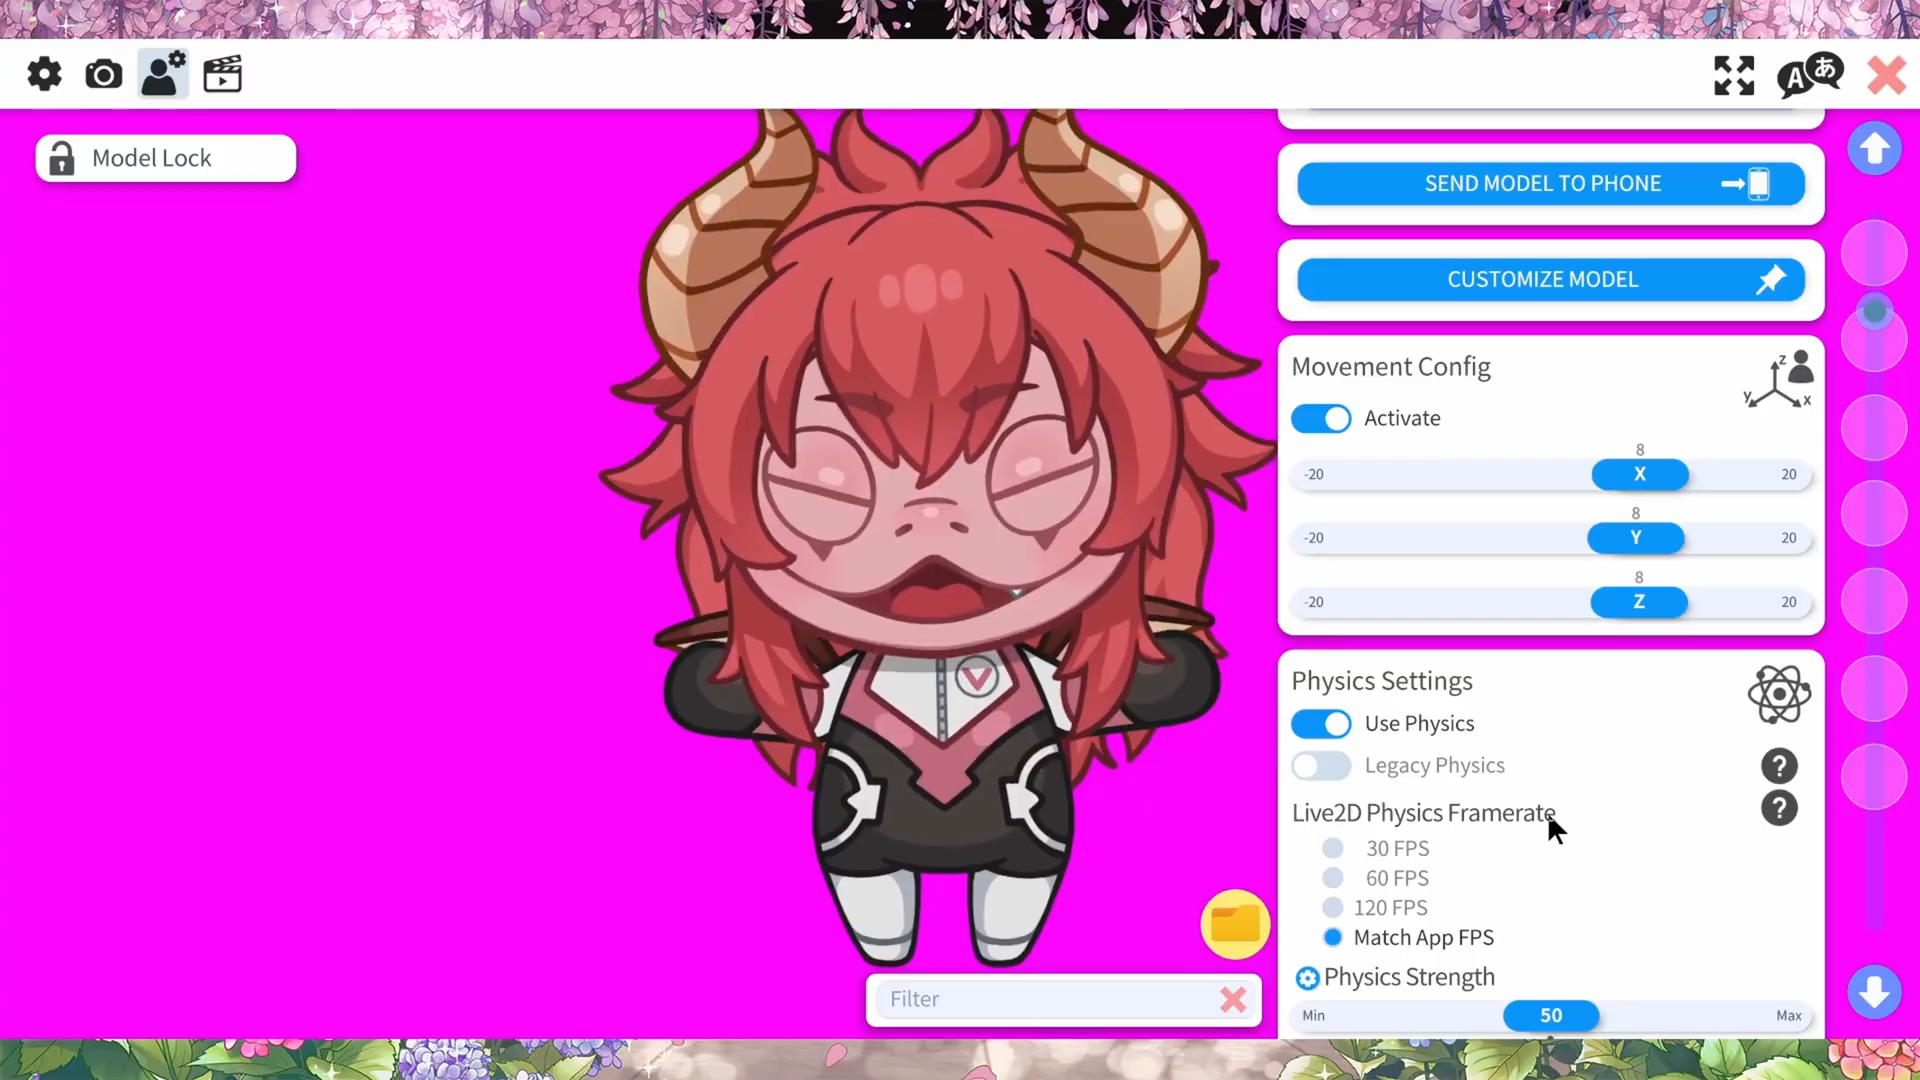 A あ
Model Lock
SEND MODEL TO PHONE
CUSTOMIZE MODEL
Movement Config
z
y x
Activate
8
-20 X 20
8
-20 Y 20
8
-20 Z 20
Physics Settings
Use Physics
Legacy Physics ?
Live2D Physics Framerate ?
30 FPS
60 FPS
120 FPS
Match App FPS
Physics Strength
Filter
Min 50 Max